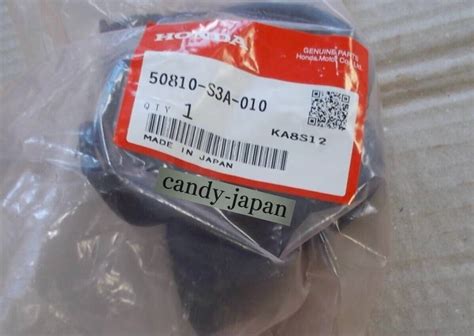 HONDA
GENUINE PARTS
Honda Motor Co., Ltd.
50810-S3A-010
QTY 1
KA8S12
MADE IN JAPAN
candy-japan